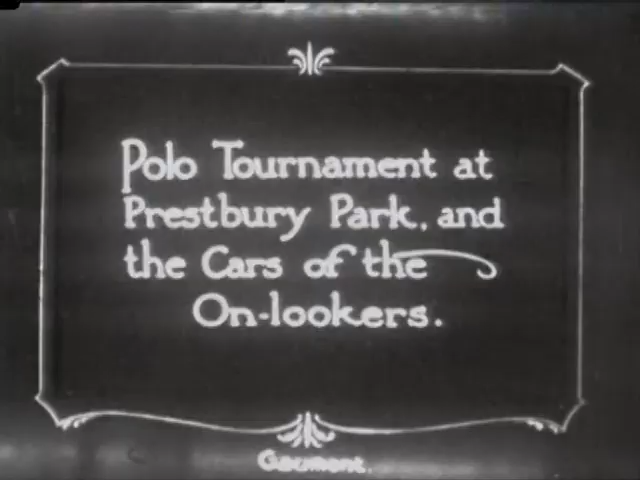 Polo Tournament at
Prestbury Park, and
the Cars of the
On-lookers.
Gaumont.